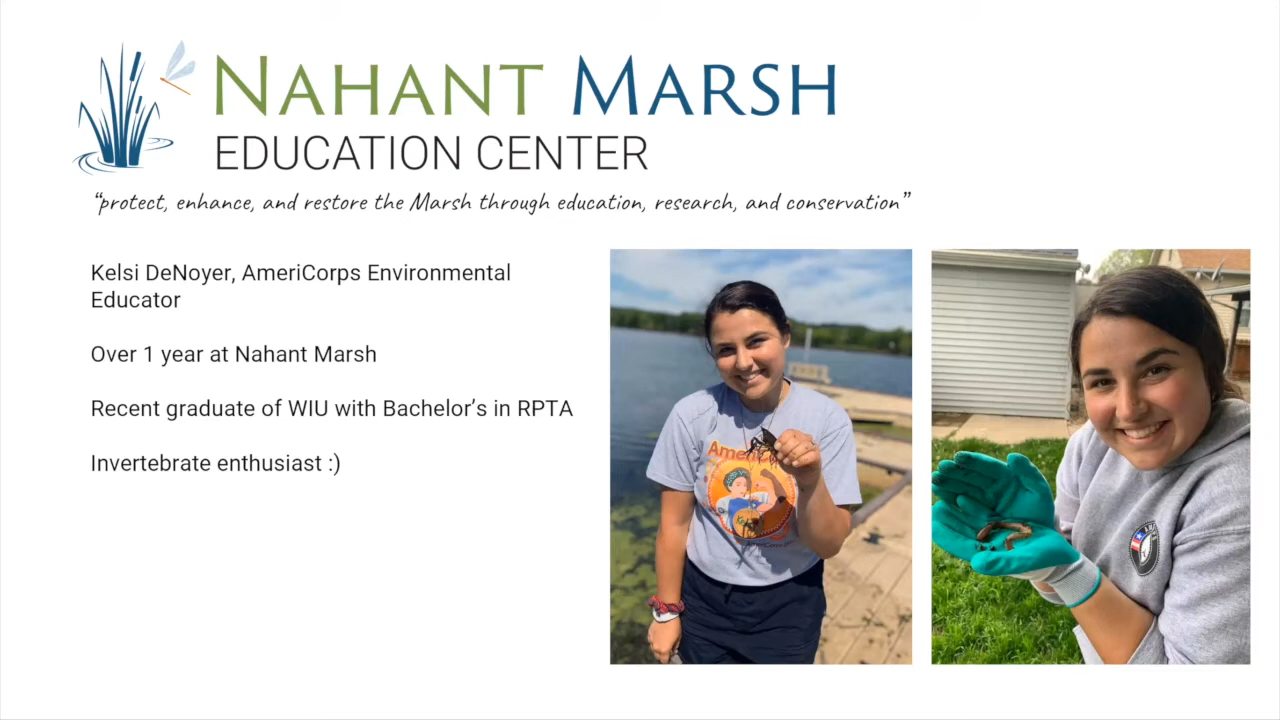 NAHANT MARSH
EDUCATION CENTER
“protect, enhance, and restore the Marsh through education, research, and conservation”
Kelsi DeNoyer, AmeriCorps Environmental
Educator
Over 1 year at Nahant Marsh
Recent graduate of WIU with Bachelor’s in RPTA
Invertebrate enthusiast :)